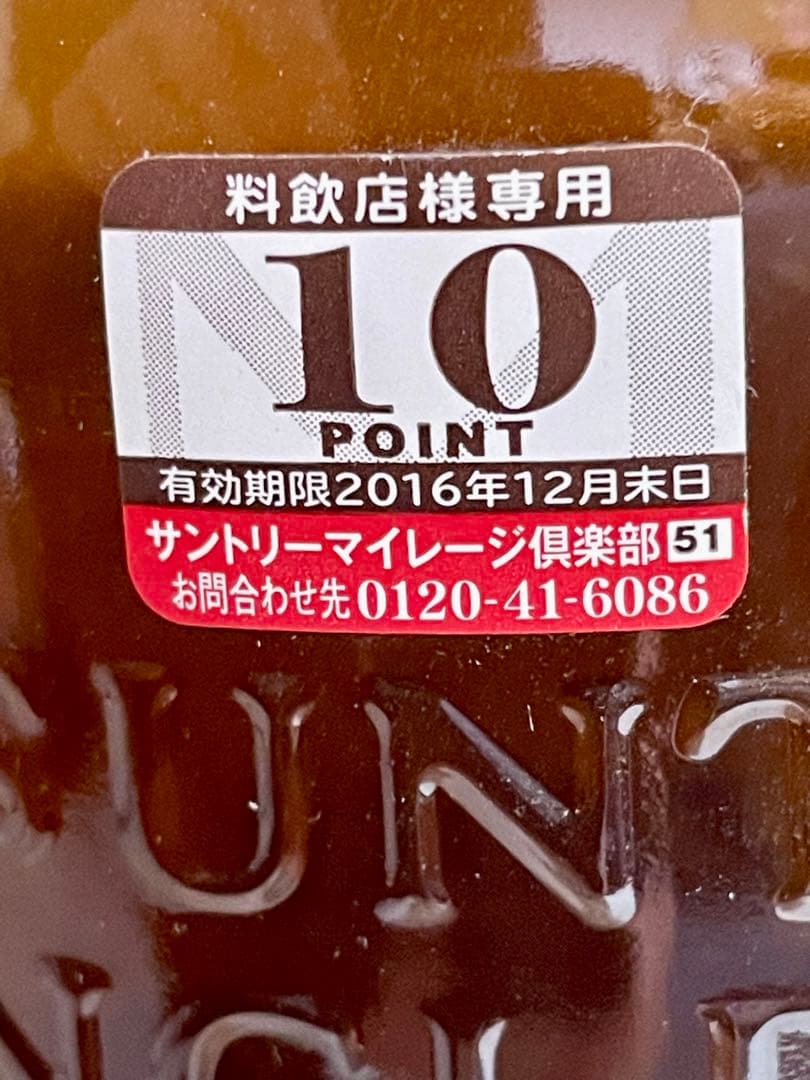 料飲店様専用
10
POINT
有効期限2016年12月末日
サントリーマイレージ倶楽部 51
お問合わせ先 0120-41-6086
UNT